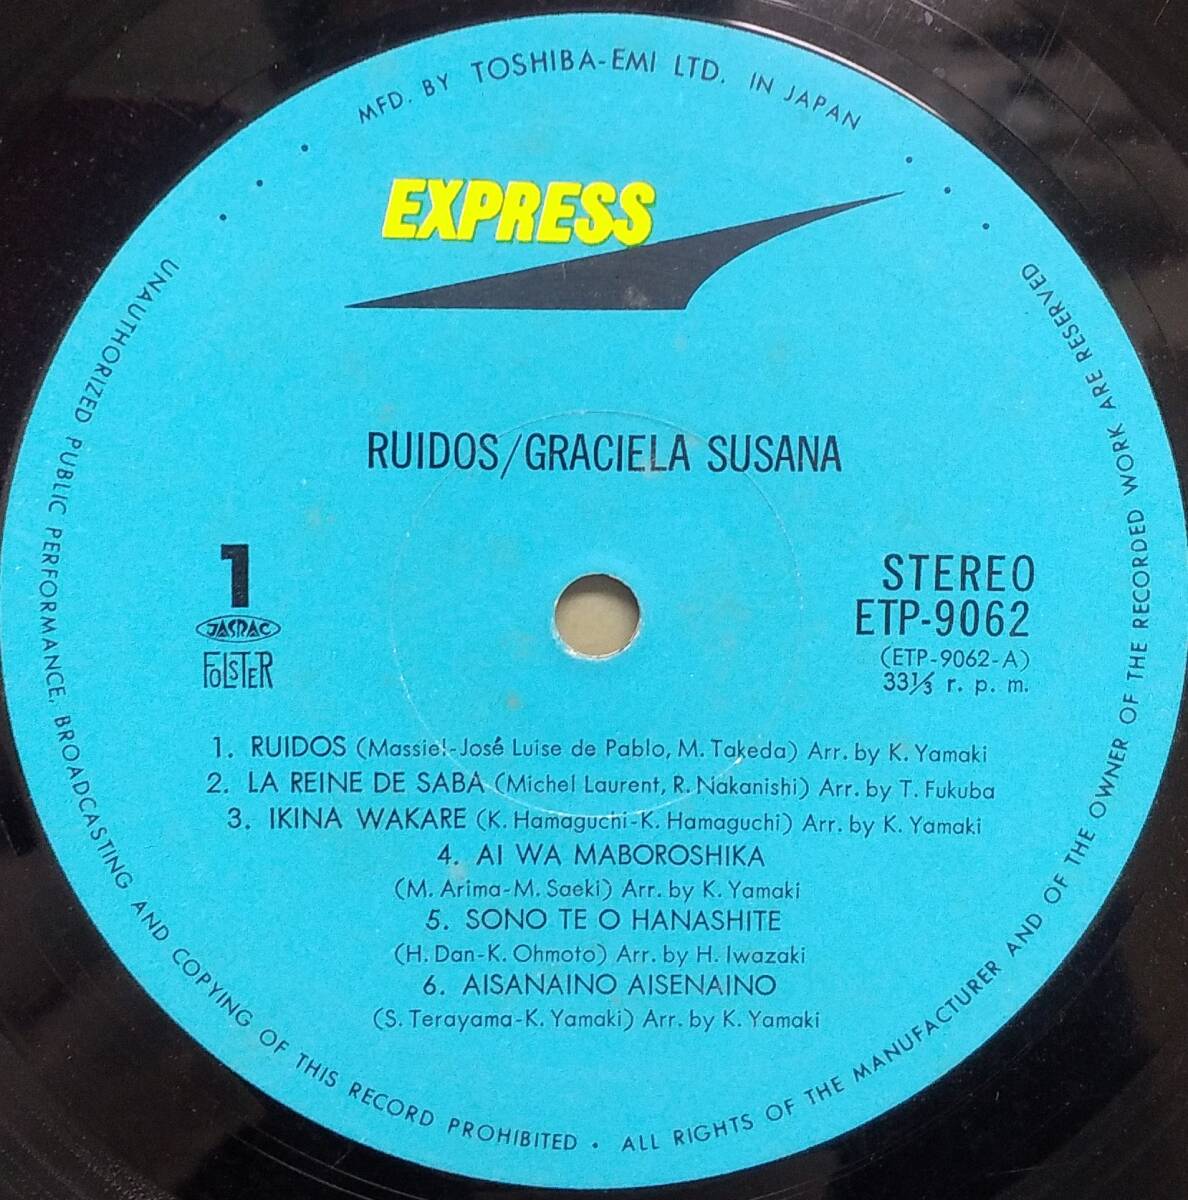 MFD. BY TOSHIBA-EMI LTD. IN JAPAN
EXPRESS
RUIDOS/GRACIELA SUSANA
1
JASRAC
FOLSTER
STEREO
ETP-9062
(ETP-9062-A)
33⅓ r. p. m.
1. RUIDOS (Massiel-José Luise de Pablo, M. Takeda) Arr. by K. Yamaki
2. LA REINE DE SABA (Michel Laurent, R. Nakanishi) Arr. by T. Fukuba
3. IKINA WAKARE (K. Hamaguchi-K. Hamaguchi) Arr. by K. Yamaki
4. AI WA MABOROSHIKA
(M. Arima-M. Saeki) Arr. by K. Yamaki
5. SONO TE O HANASHITE
(H. Dan-K. Ohmoto) Arr. by H. Iwazaki
6. AISANAINO AISENAINO
(S. Terayama-K. Yamaki) Arr. by K. Yamaki
UNAUTHORIZED PUBLIC PERFORMANCE, BROADCASTING AND COPYING OF THIS RECORD PROHIBITED • ALL RIGHTS OF THE MANUFACTURER AND OF THE OWNER OF THE RECORDED WORK ARE RESERVED